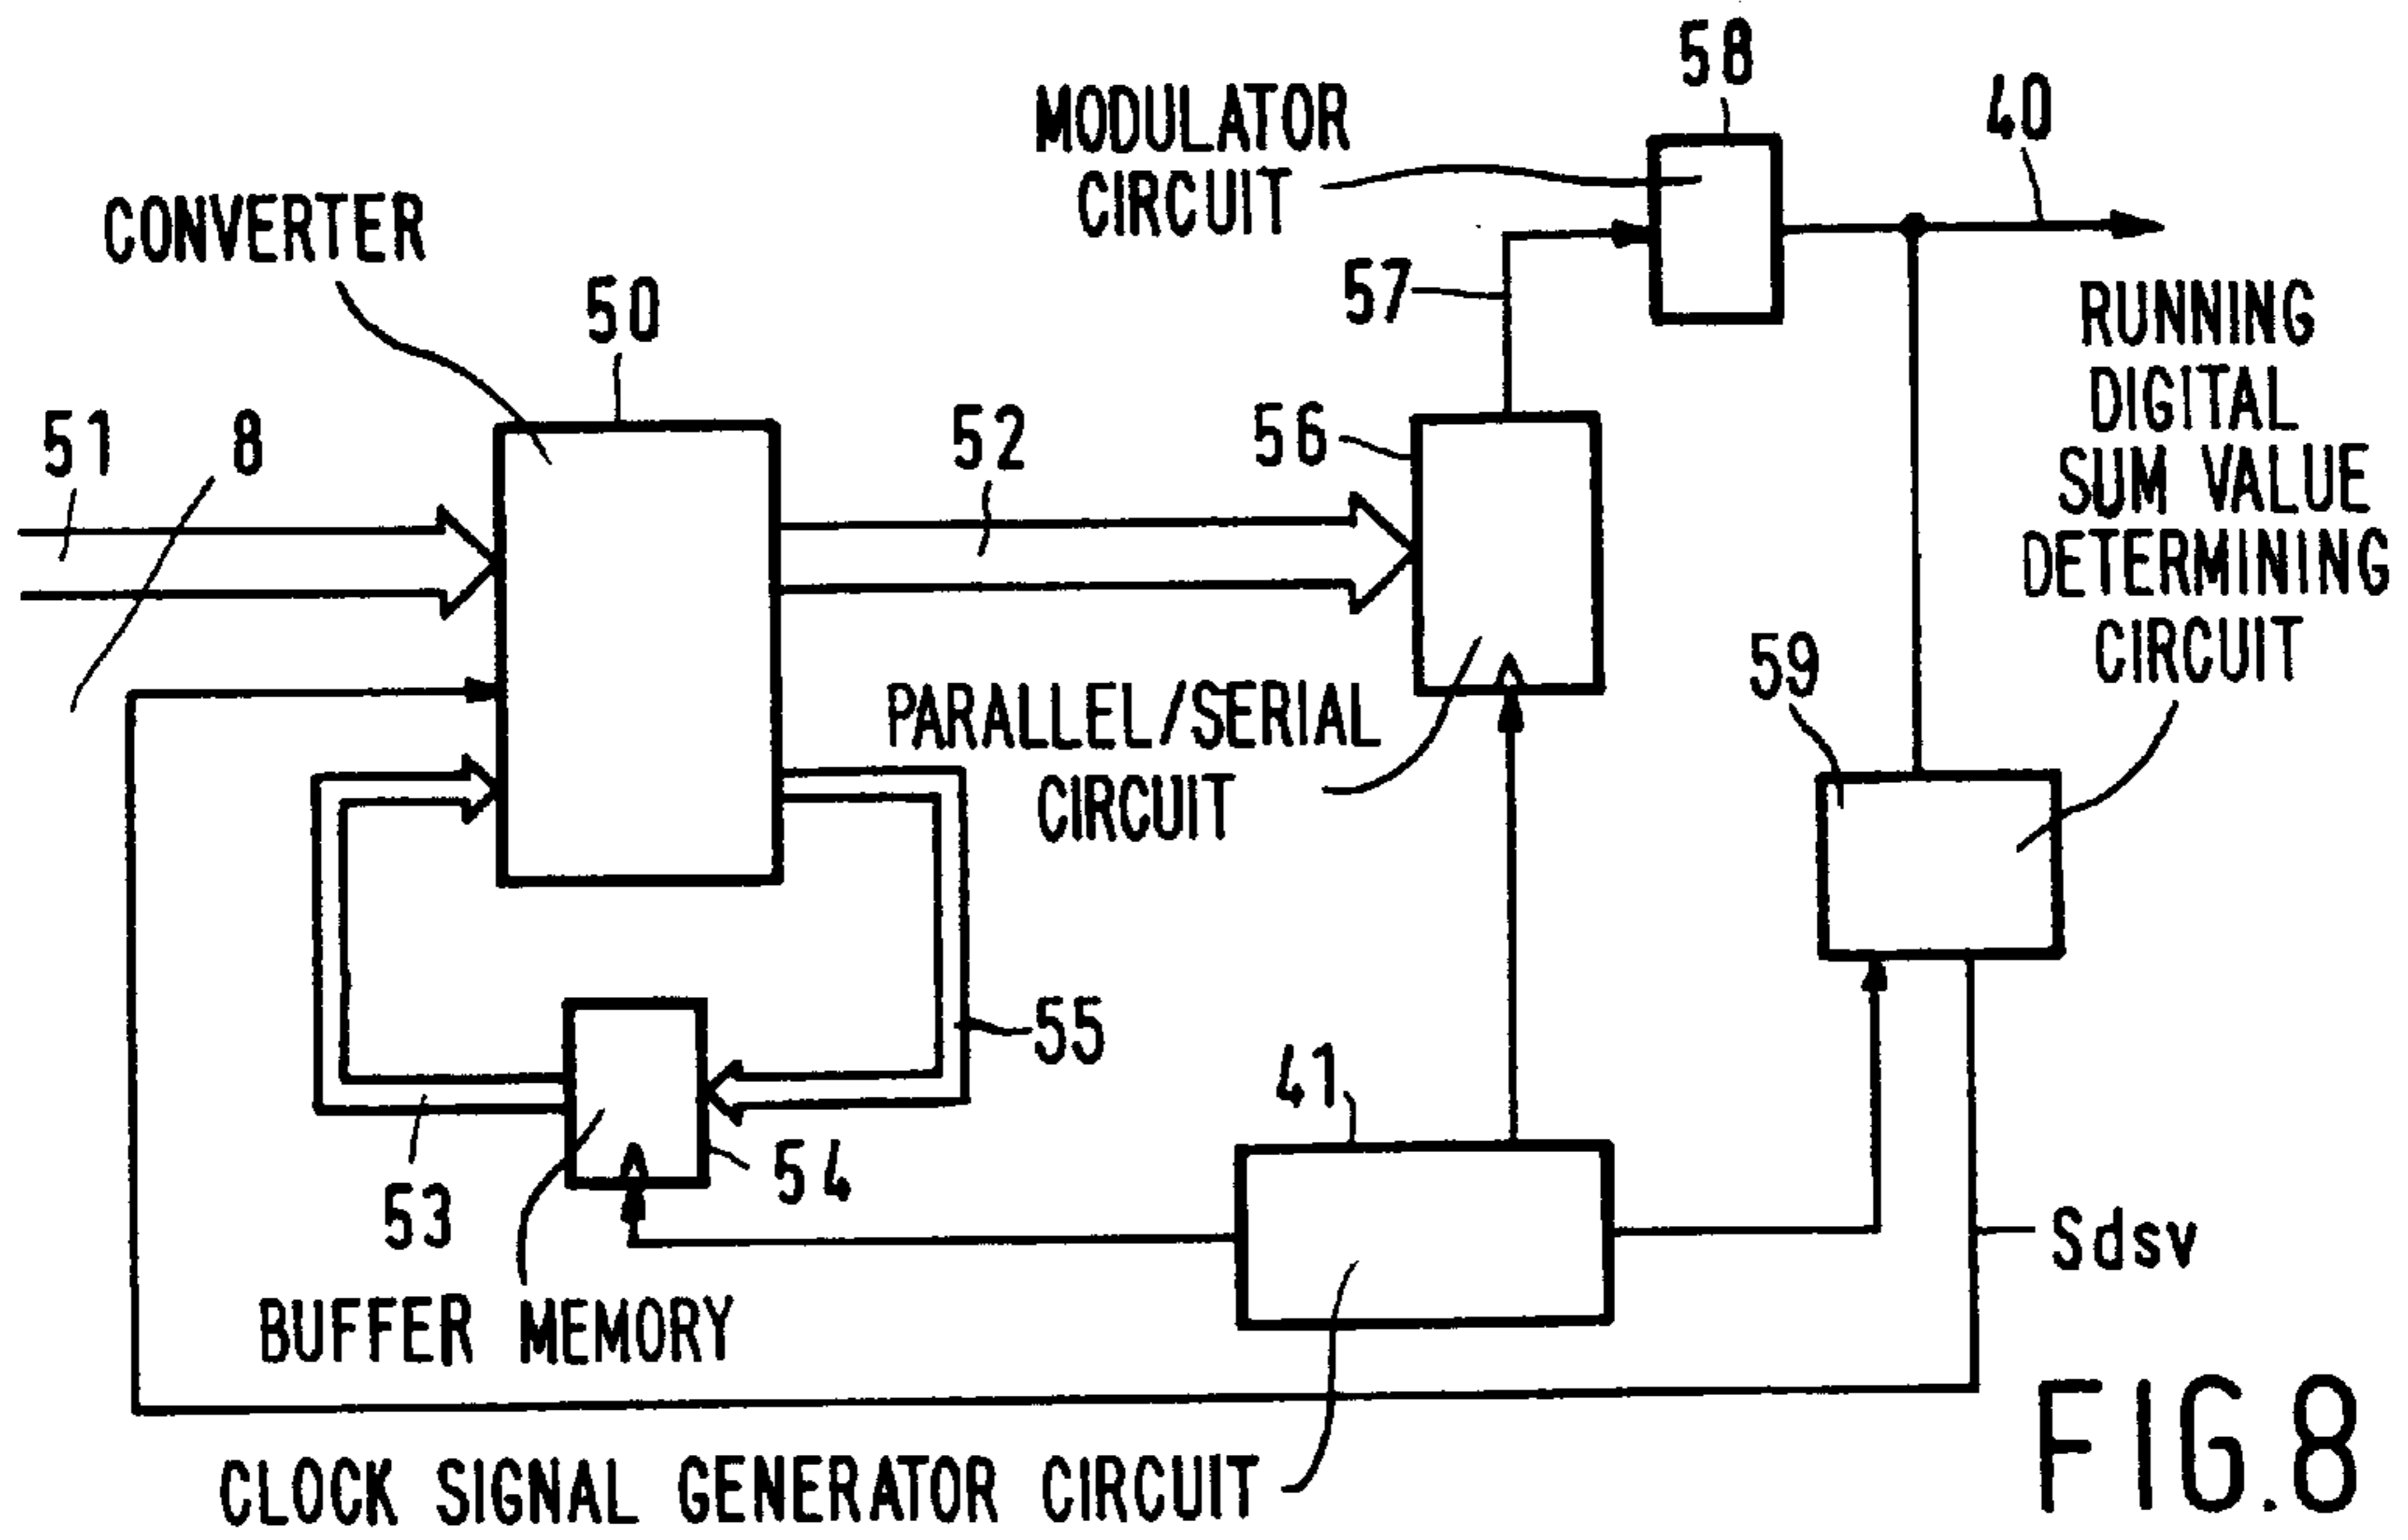 58
MODULATOR
CIRCUIT
40
CONVERTER
50
57
RUNNING
DIGITAL
SUM VALUE
DETERMINING
CIRCUIT
51
8
52
56
59
PARALLEL/SERIAL
CIRCUIT
55
41
54
53
Sdsv
BUFFER MEMORY
CLOCK SIGNAL GENERATOR CIRCUIT
FIG.8